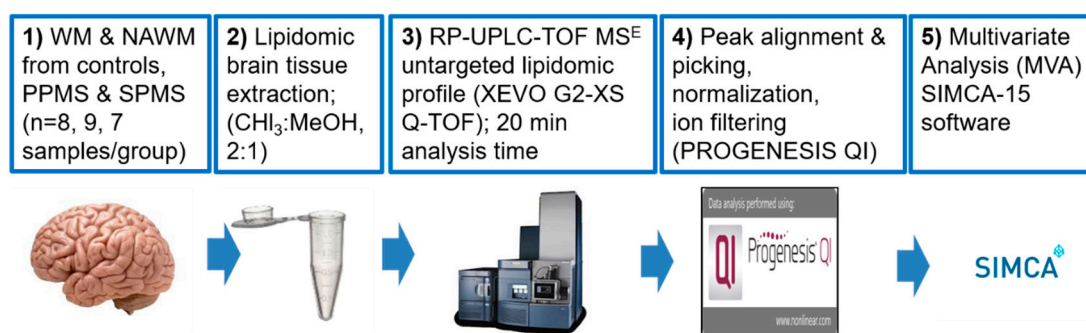 1) WM & NAWM
from controls,
PPMS & SPMS
(n=8, 9, 7
samples/group)
2) Lipidomic
brain tissue
extraction;
(CHI₃:MeOH,
2:1)
3) RP-UPLC-TOF MSᴱ
untargeted lipidomic
profile (XEVO G2-XS
Q-TOF); 20 min
analysis time
4) Peak alignment &
picking,
normalization,
ion filtering
(PROGENESIS QI)
5) Multivariate
Analysis (MVA)
SIMCA-15
software
Data analysis performed using:
QI
Progenesis QI
www.nonlinear.com
SIMCA